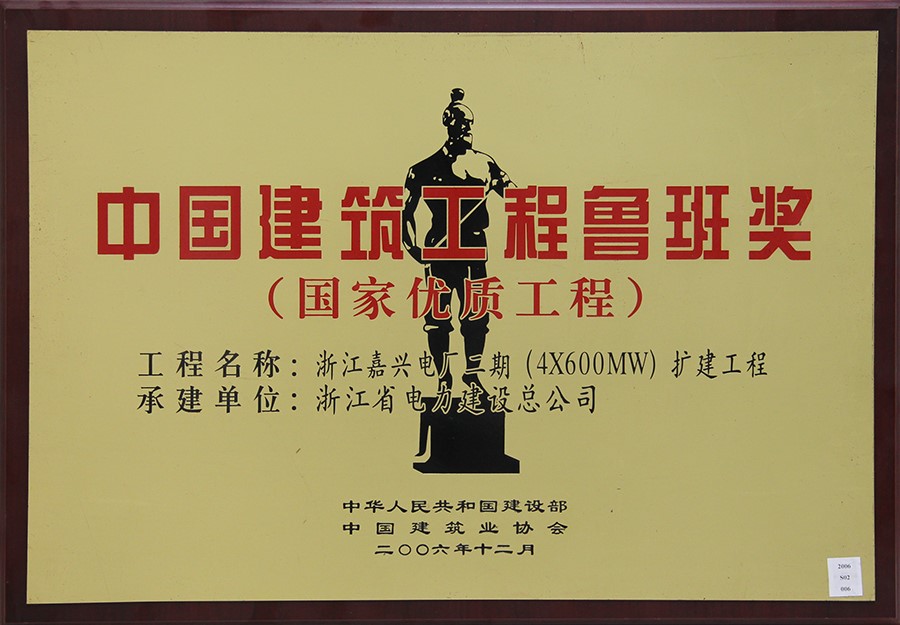 中国建筑工程鲁班奖
（国家优质工程）
工程名称：浙江嘉兴电厂二期（4X600MW）扩建工程
承建单位：浙江省电力建设总公司
中华人民共和国建设部
中国建筑业协会
二〇〇六年十二月
2006
S02
006